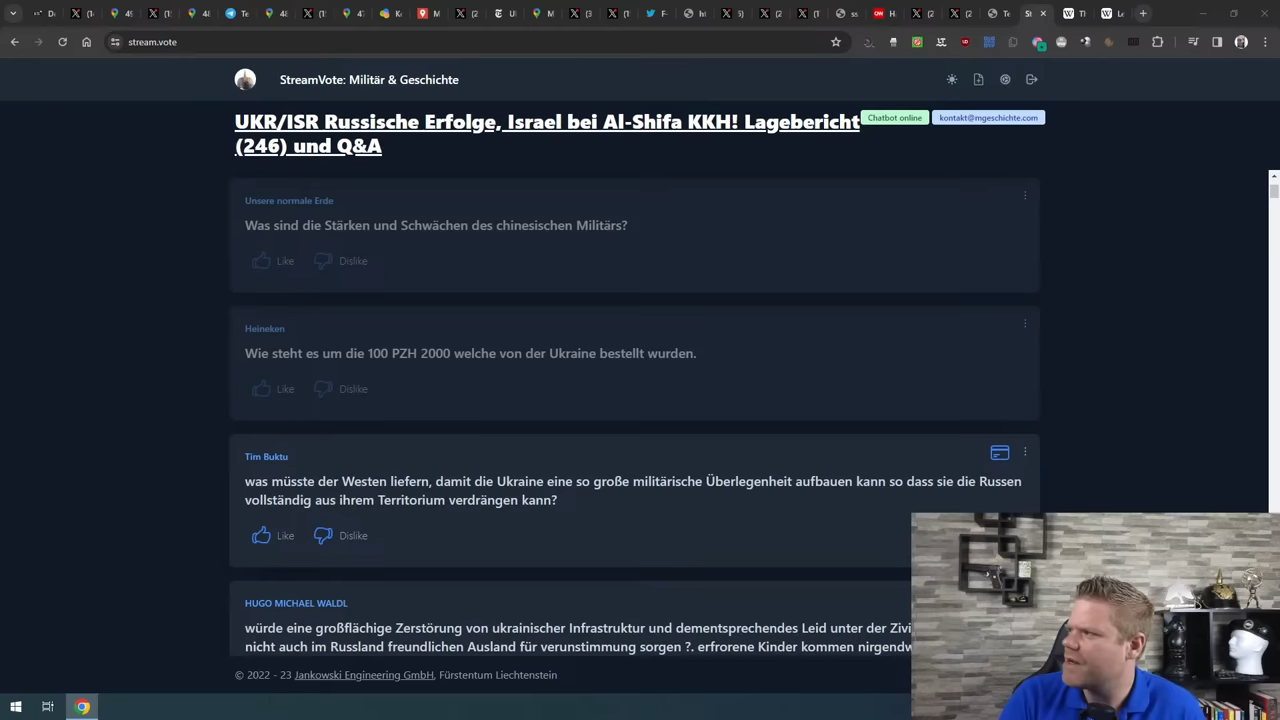 stream.vote
StreamVote: Militär & Geschichte
UKR/ISR Russische Erfolge, Israel bei Al-Shifa KKH! Lagebericht
(246) und Q&A
Chatbot online
kontakt@mgeschichte.com
Unsere normale Erde
Was sind die Stärken und Schwächen des chinesischen Militärs?
Like Dislike
Heineken
Wie steht es um die 100 PZH 2000 welche von der Ukraine bestellt wurden.
Like Dislike
Tim Buktu
was müsste der Westen liefern, damit die Ukraine eine so große militärische Überlegenheit aufbauen kann so dass sie die Russen
vollständig aus ihrem Territorium verdrängen kann?
Like Dislike
HUGO MICHAEL WALDL
würde eine großflächige Zerstörung von ukrainischer Infrastruktur und dementsprechendes Leid unter der Zivi
nicht auch im Russland freundlichen Ausland für verunstimmung sorgen ?. erfrorene Kinder kommen nirgendw
© 2022 - 23 Jankowski Engineering GmbH, Fürstentum Liechtenstein